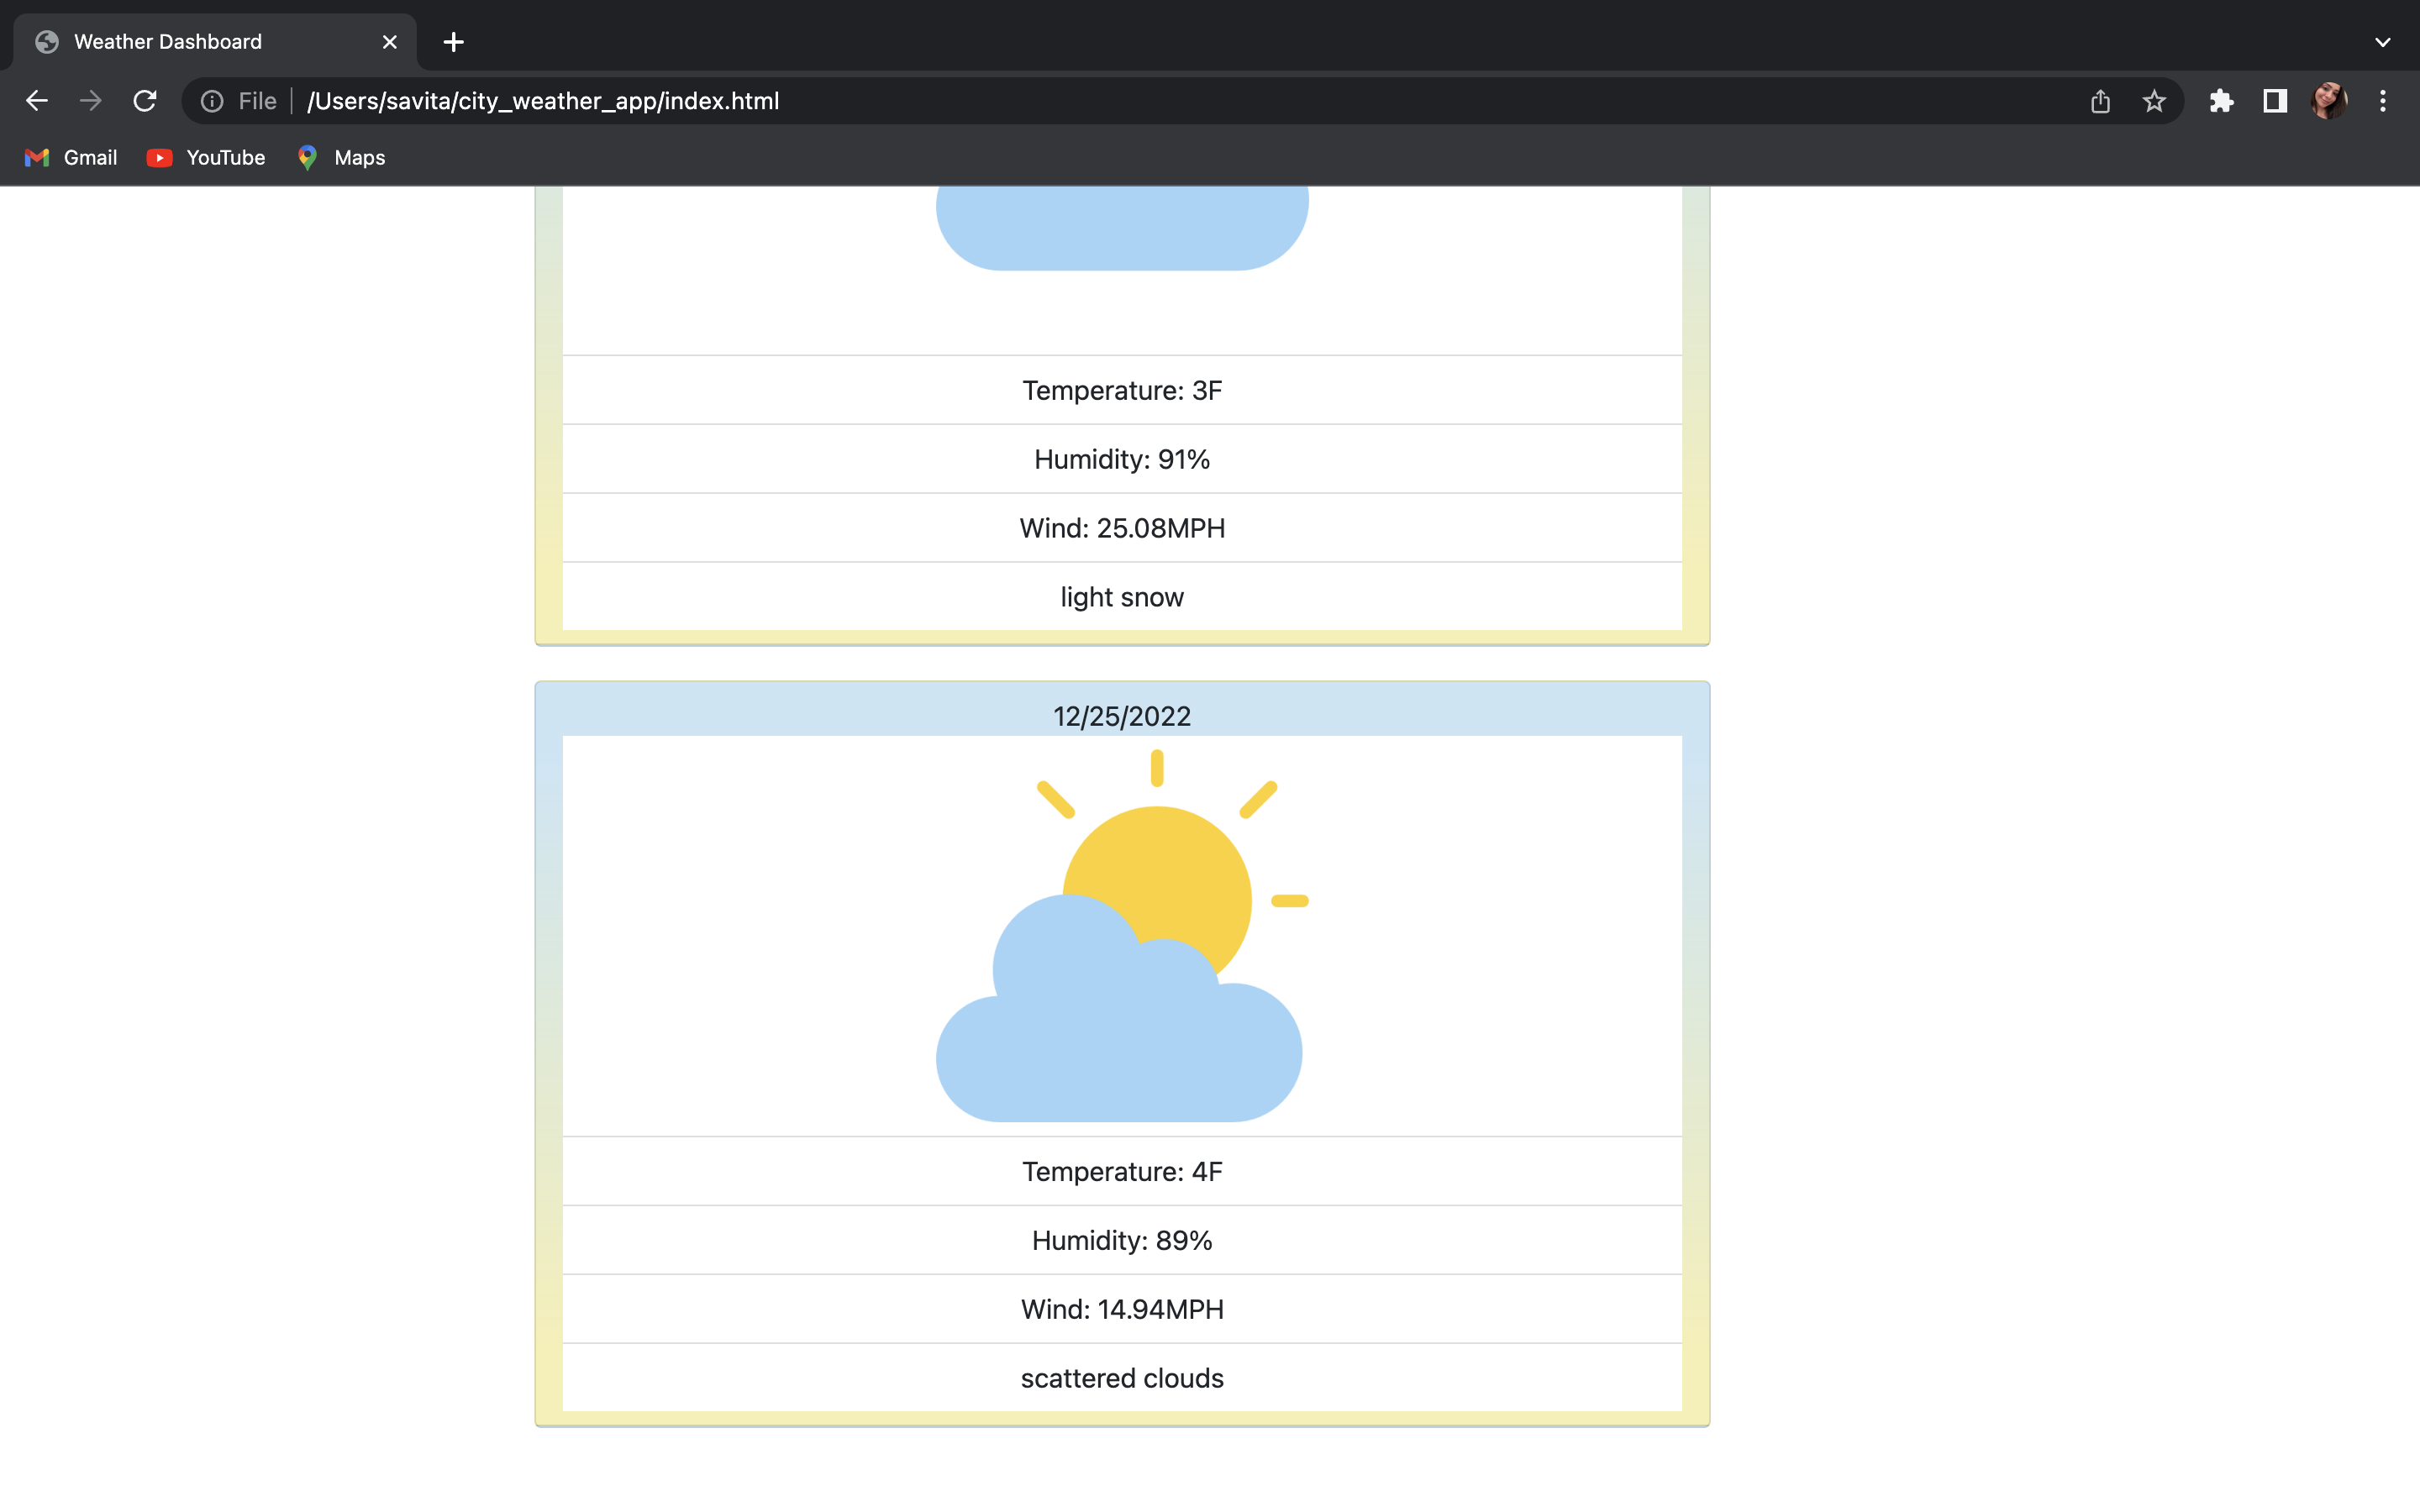 Weather Dashboard
File /Users/savita/city_weather_app/index.html
Gmail YouTube Maps
Temperature: 3F
Humidity: 91%
Wind: 25.08MPH
light snow
12/25/2022
Temperature: 4F
Humidity: 89%
Wind: 14.94MPH
scattered clouds